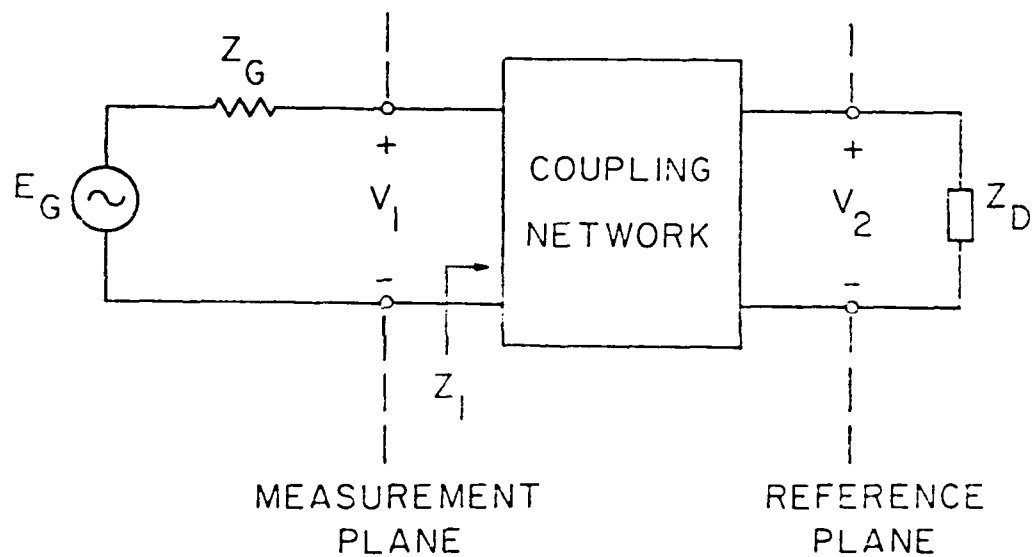 Z_G
E_G
+
V_1
-
Z_1
COUPLING
NETWORK
+
V_2
-
Z_D
MEASUREMENT
PLANE
REFERENCE
PLANE